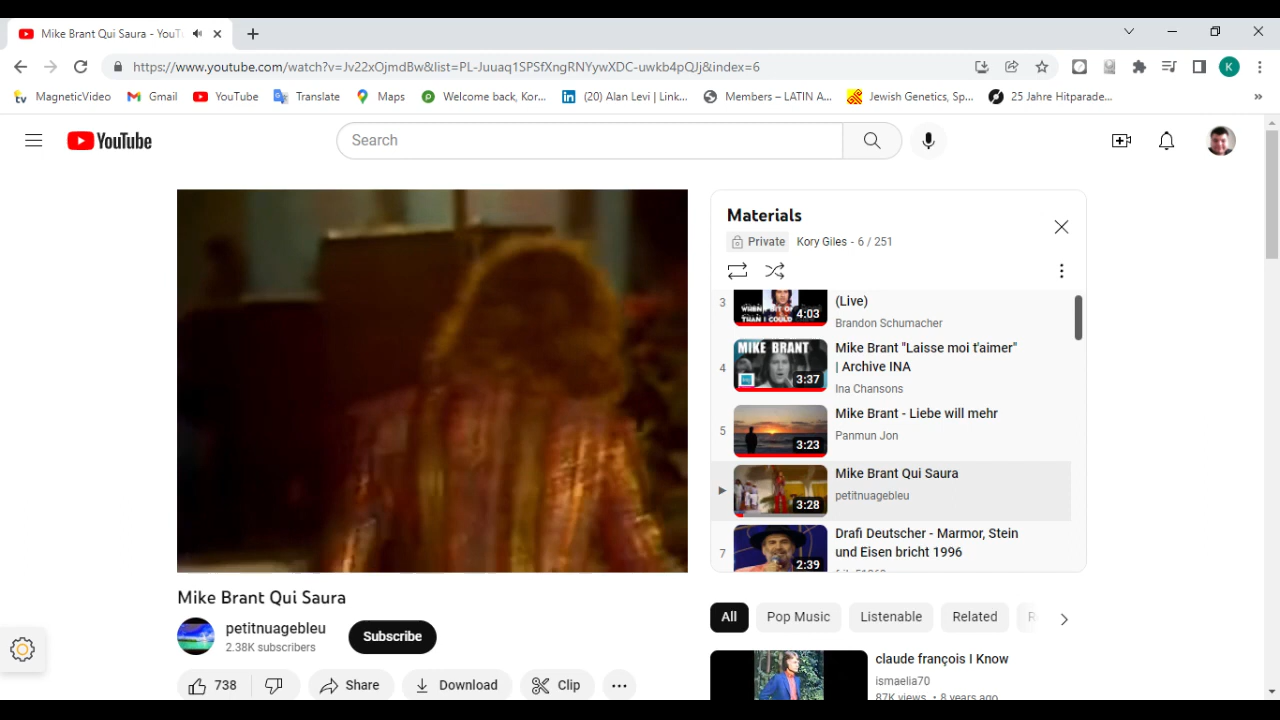 Mike Brant Qui Saura - YouTu
https://www.youtube.com/watch?v=Jv22xOjmdBw&list=PL-Juuaq1SPSfXngRNYywXDC-uwkb4pQJj&index=6
K
MagneticVideo
Gmail
YouTube
Translate
Maps
Welcome back, Kor...
(20) Alan Levi | Link...
Members – LATIN A...
Jewish Genetics, Sp...
25 Jahre Hitparade...
YouTube
Search
Materials
Private Kory Giles - 6 / 251
3
4:03
(Live)
Brandon Schumacher
4
MIKE BRANT
3:37
Mike Brant "Laisse moi t'aimer"
| Archive INA
Ina Chansons
5
3:23
Mike Brant - Liebe will mehr
Panmun Jon
3:28
Mike Brant Qui Saura
petitnuagebleu
7
2:39
Drafi Deutscher - Marmor, Stein
und Eisen bricht 1996
Mike Brant Qui Saura
petitnuagebleu
2.38K subscribers
Subscribe
738
Share
Download
Clip
All
Pop Music
Listenable
Related
claude françois I Know
ismaelia70
87K views • 8 years ago